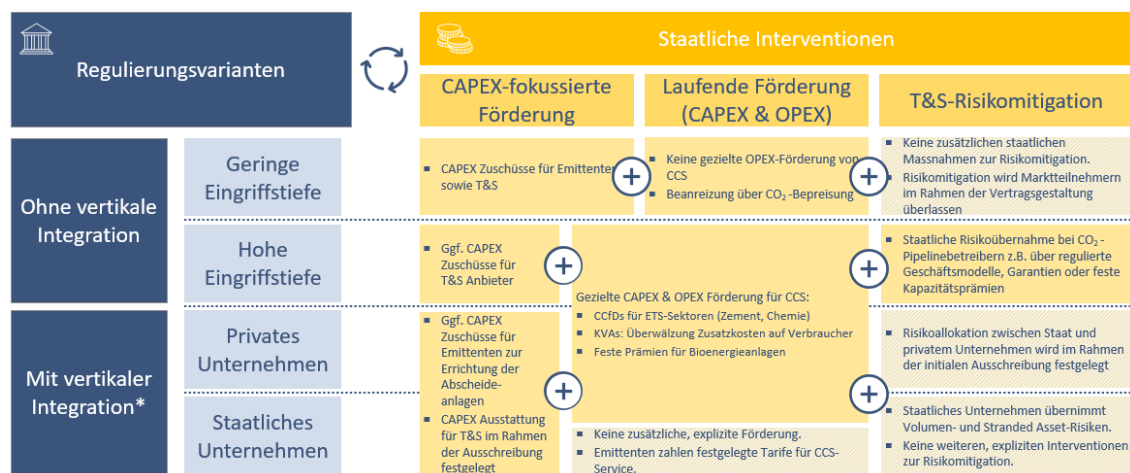 Regulierungsvarianten
Staatliche Interventionen
CAPEX-fokussierte
Förderung
Laufende Förderung
(CAPEX & OPEX)
T&S-Risikomitigation
Ohne vertikale
Integration
Geringe
Eingriffstiefe
▪ CAPEX Zuschüsse für Emittenten
sowie T&S
+
▪ Keine gezielte OPEX-Förderung von
CCS
▪ Beanreizung über CO₂ -Bepreisung
+
▪ Keine zusätzlichen staatlichen
Massnahmen zur Risikomitigation.
▪ Risikomitigation wird Marktteilnehmern
im Rahmen der Vertragsgestaltung
überlassen
Hohe
Eingriffstiefe
▪ Ggf. CAPEX
Zuschüsse für
T&S Anbieter
+
Gezielte CAPEX & OPEX Förderung für CCS:
▪ CCfDs für ETS-Sektoren (Zement, Chemie)
▪ KVAs: Überwälzung Zusatzkosten auf Verbraucher
▪ Feste Prämien für Bioenergieanlagen
+
▪ Staatliche Risikoübernahme bei CO₂ -
Pipelinebetreibern z.B. über regulierte
Geschäftsmodelle, Garantien oder feste
Kapazitätsprämien
Mit vertikaler
Integration*
Privates
Unternehmen
▪ Ggf. CAPEX
Zuschüsse für
Emittenten zur
Errichtung der
Abscheide-
anlagen
▪ CAPEX Ausstattung
für T&S im Rahmen
der Ausschreibung
festgelegt
+
▪ Risikoallokation zwischen Staat und
privatem Unternehmen wird im Rahmen
der initialen Ausschreibung festgelegt
Staatliches
Unternehmen
▪ Keine zusätzliche, explizite Förderung.
▪ Emittenten zahlen festgelegte Tarife für CCS-
Service.
+
▪ Staatliches Unternehmen übernimmt
Volumen- und Stranded Asset-Risiken.
▪ Keine weiteren, expliziten Interventionen
zur Risikomitigation.